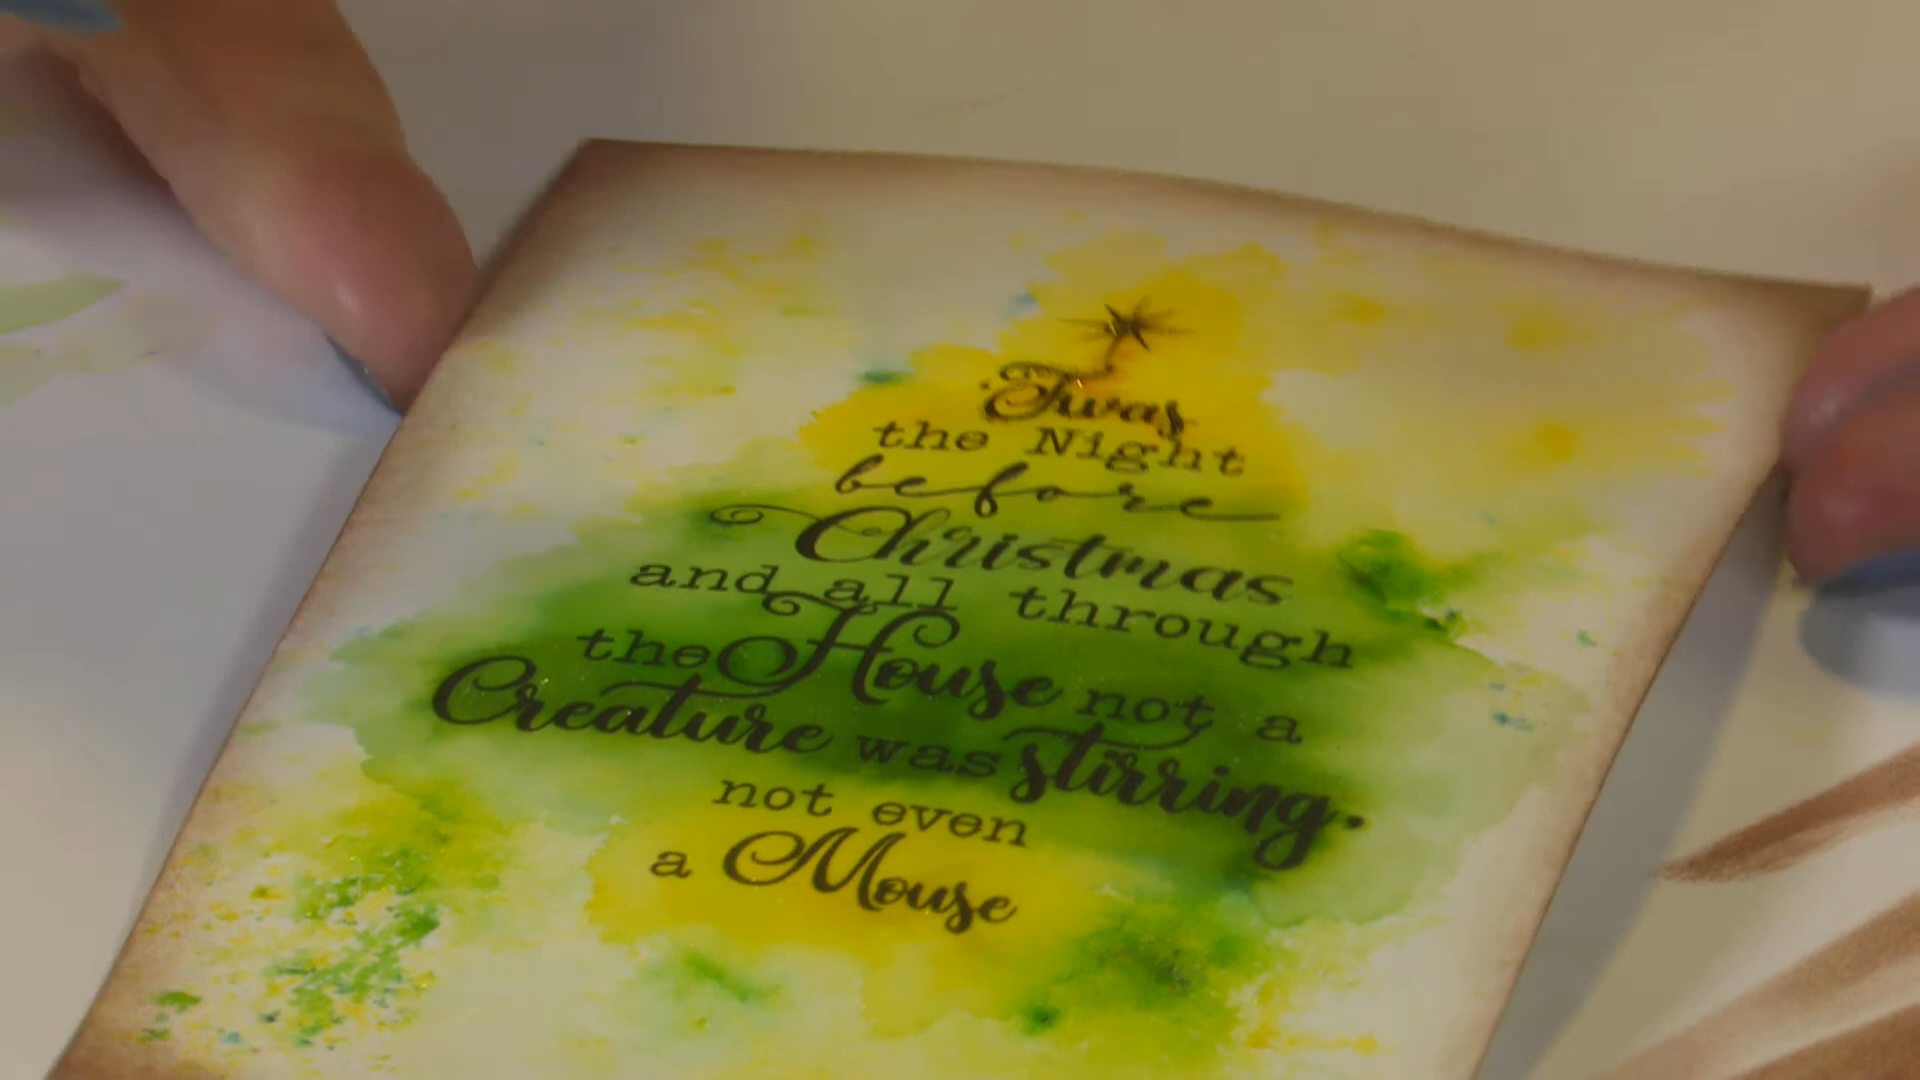 'Twas
the Night
before
Christmas
and all through
the House not a
Creature was stirring.
not even
a Mouse